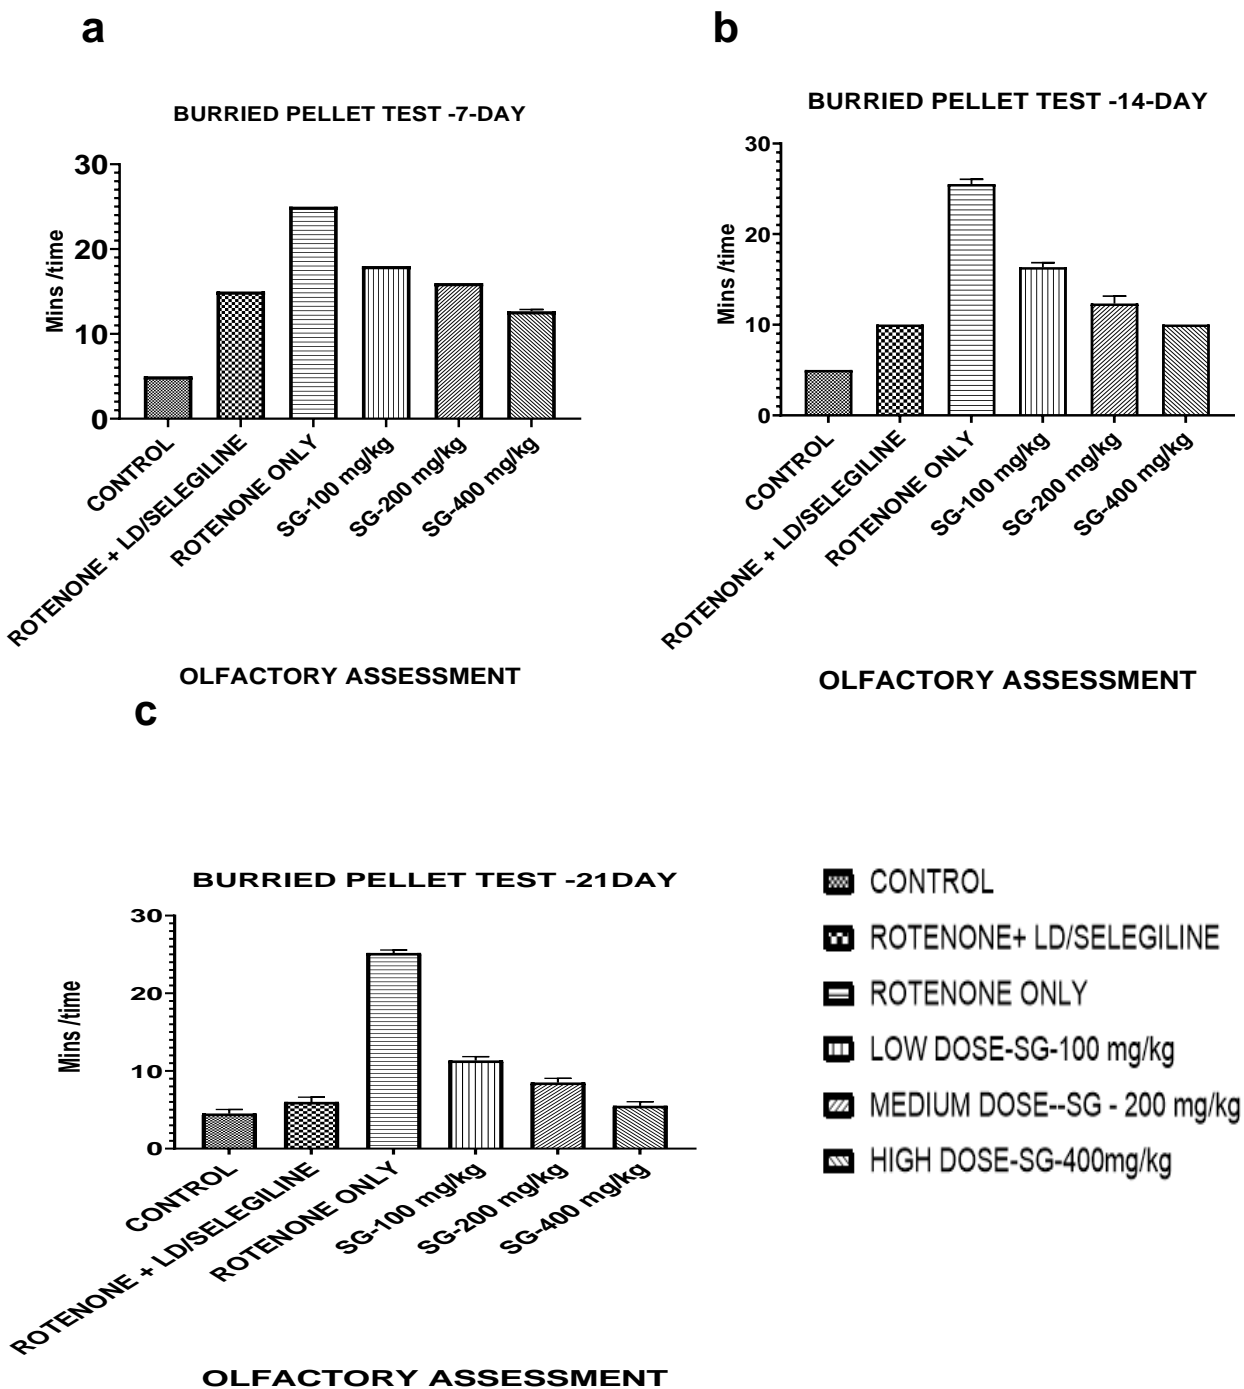 a
BURRIED PELLET TEST -7-DAY
30
20
10
0
Mins /time
CONTROL
ROTENONE + LD/SELEGILINE
ROTENONE ONLY
SG-100 mg/kg
SG-200 mg/kg
SG-400 mg/kg
OLFACTORY ASSESSMENT
b
BURRIED PELLET TEST -14-DAY
30
20
10
0
Mins /time
CONTROL
ROTENONE + LD/SELEGILINE
ROTENONE ONLY
SG-100 mg/kg
SG-200 mg/kg
SG-400 mg/kg
OLFACTORY ASSESSMENT
c
BURRIED PELLET TEST -21DAY
30
20
10
0
Mins /time
CONTROL
ROTENONE + LD/SELEGILINE
ROTENONE ONLY
SG-100 mg/kg
SG-200 mg/kg
SG-400 mg/kg
OLFACTORY ASSESSMENT
CONTROL
ROTENONE+ LD/SELEGILINE
ROTENONE ONLY
LOW DOSE-SG-100 mg/kg
MEDIUM DOSE--SG - 200 mg/kg
HIGH DOSE-SG-400mg/kg